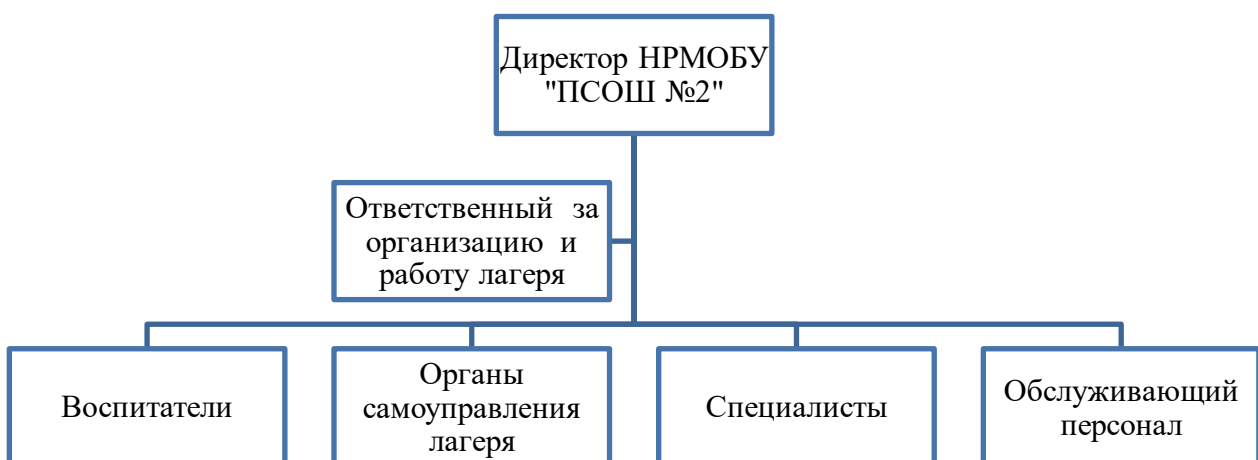 Директор НРМОБУ
"ПСОШ №2"
Ответственный за
организацию и
работу лагеря
Воспитатели
Органы
самоуправления
лагеря
Специалисты
Обслуживающий
персонал